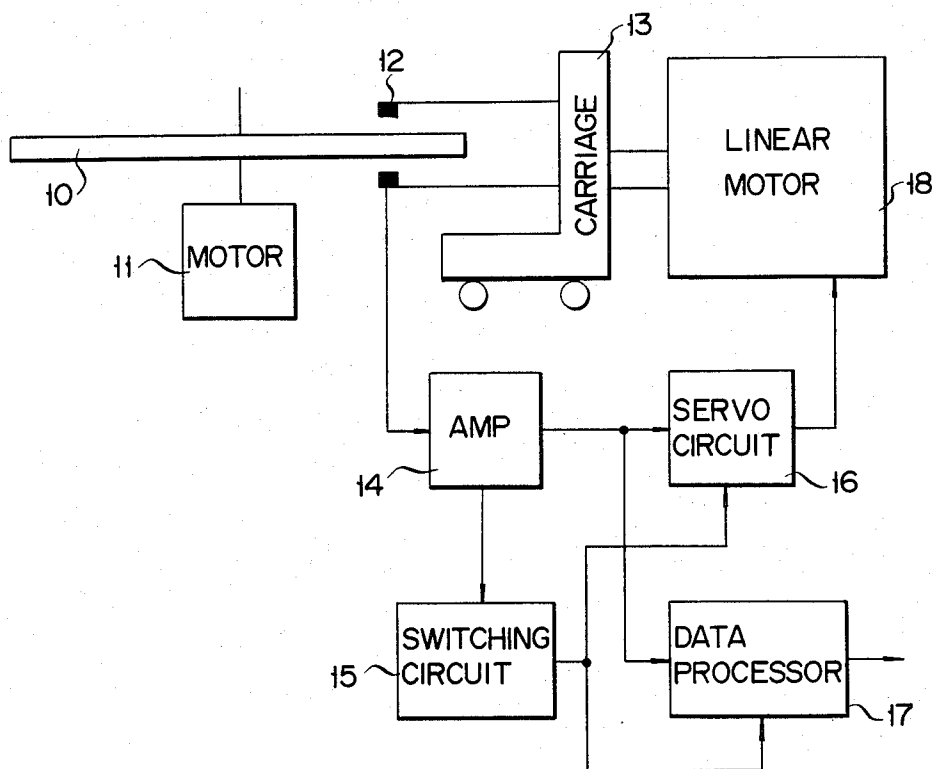 13
12
CARRIAGE
LINEAR
MOTOR
10
18
MOTOR
11
AMP
14
SERVO
CIRCUIT
16
SWITCHING
CIRCUIT
15
DATA
PROCESSOR
17